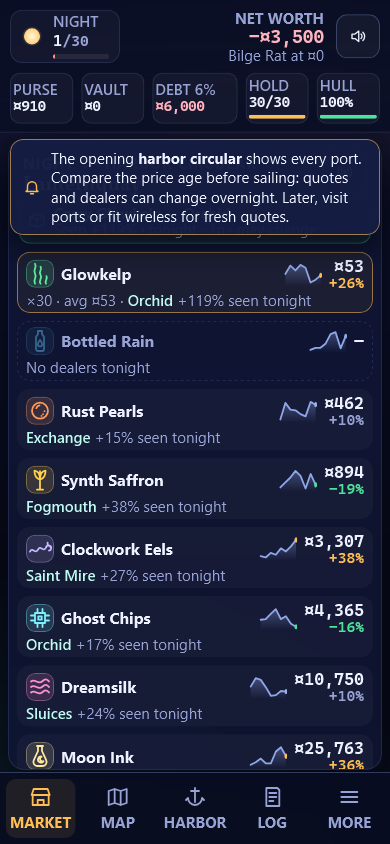 NIGHT
1/30
NET WORTH
−¤3,500
Bilge Rat at ¤0
PURSE
¤910
VAULT
¤0
DEBT 6%
¤6,000
HOLD
30/30
HULL
100%
The opening harbor circular shows every port.
Compare the price age before sailing: quotes
and dealers can change overnight. Later, visit
ports or fit wireless for fresh quotes.
Glowkelp
¤53
+26%
×30 · avg ¤53 · Orchid +119% seen tonight
Bottled Rain
–
No dealers tonight
Rust Pearls
¤462
+10%
Exchange +15% seen tonight
Synth Saffron
¤894
−19%
Fogmouth +38% seen tonight
Clockwork Eels
¤3,307
+38%
Saint Mire +27% seen tonight
Ghost Chips
¤4,365
−16%
Orchid +17% seen tonight
Dreamsilk
¤10,750
+10%
Sluices +24% seen tonight
Moon Ink
¤25,763
+36%
MARKET
MAP
HARBOR
LOG
MORE